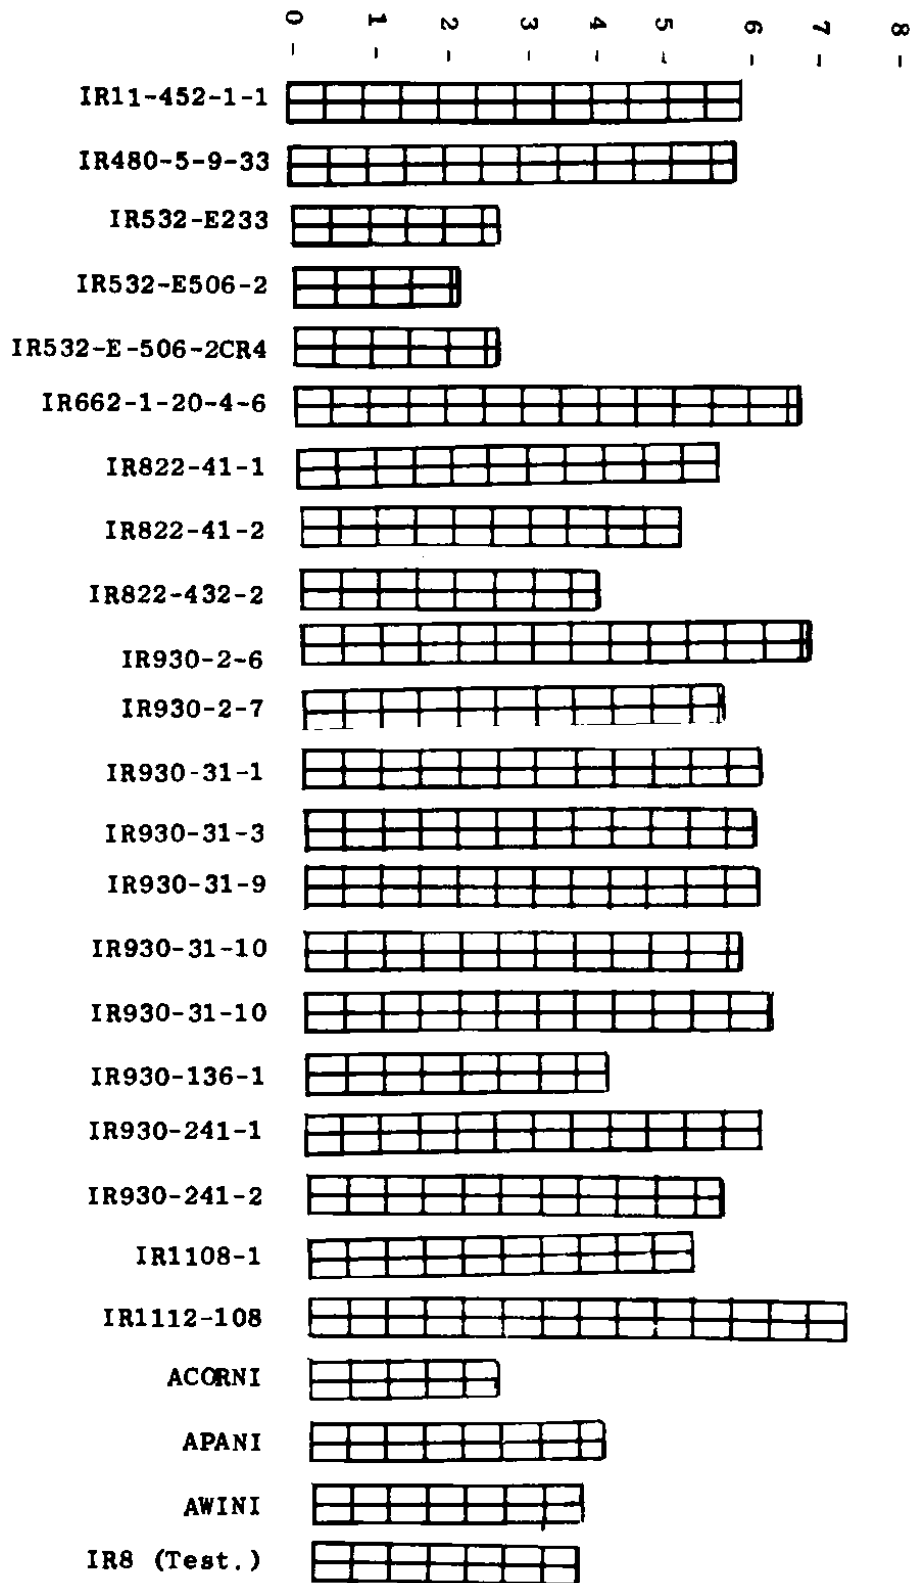 0 1 2 3 4 5 6 7 8
IR11-452-1-1
IR480-5-9-33
IR532-E233
IR532-E506-2
IR532-E-506-2CR4
IR662-1-20-4-6
IR822-41-1
IR822-41-2
IR822-432-2
IR930-2-6
IR930-2-7
IR930-31-1
IR930-31-3
IR930-31-9
IR930-31-10
IR930-31-10
IR930-136-1
IR930-241-1
IR930-241-2
IR1108-1
IR1112-108
ACORNI
APANI
AWINI
IR8 (Test.)